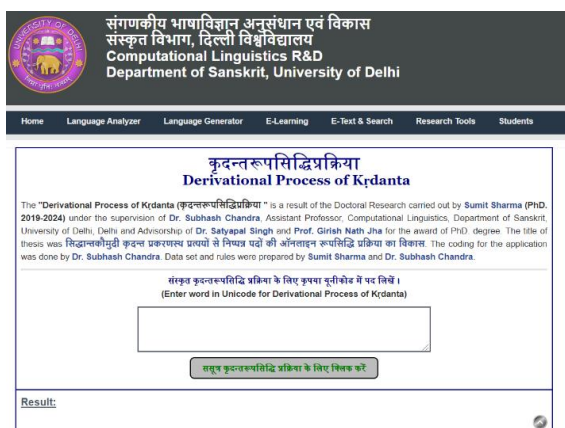 संगणकीय भाषाविज्ञान अनुसंधान एवं विकास
संस्कृत विभाग, दिल्ली विश्वविद्यालय
Computational Linguistics R&D
Department of Sanskrit, University of Delhi
Home Language Analyzer Language Generator E-Learning E-Text & Search Research Tools Students
कृदन्तरूपसिद्धिप्रक्रिया
Derivational Process of Kṛdanta
The "Derivational Process of Kṛdanta (कृदन्तरूपसिद्धिप्रक्रिया " is a result of the Doctoral Research carried out by Sumit Sharma (PhD.
2019-2024) under the supervision of Dr. Subhash Chandra, Assistant Professor, Computational Linguistics, Department of Sanskrit,
University of Delhi, Delhi and Advisorship of Dr. Satyapal Singh and Prof. Girish Nath Jha for the award of PhD. degree. The title of
thesis was सिद्धान्तकौमुदी कृदन्त प्रकरणस्थ प्रत्ययों से निष्पन्न पदों की ऑनलाइन रूपसिद्धि प्रक्रिया का विकास. The coding for the application
was done by Dr. Subhash Chandra. Data set and rules were prepared by Sumit Sharma and Dr. Subhash Chandra.
संस्कृत कृदन्तरूपसिद्धि प्रक्रिया के लिए कृपया यूनीकोड में पद लिखें ।
(Enter word in Unicode for Derivational Process of Kṛdanta)
ससूत्र कृदन्तरूपसिद्धि प्रक्रिया के लिए क्लिक करें
Result: